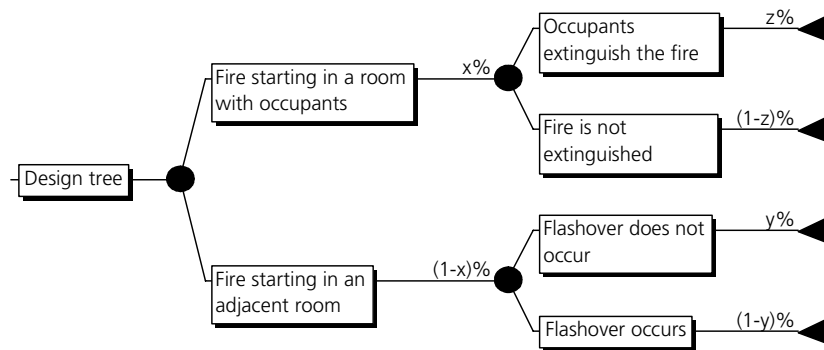 Occupants
extinguish the fire
z%
Fire starting in a room
with occupants
x%
Fire is not
extinguished
(1-z)%
Design tree
Flashover does not
occur
y%
Fire starting in an
adjacent room
(1-x)%
Flashover occurs
(1-y)%